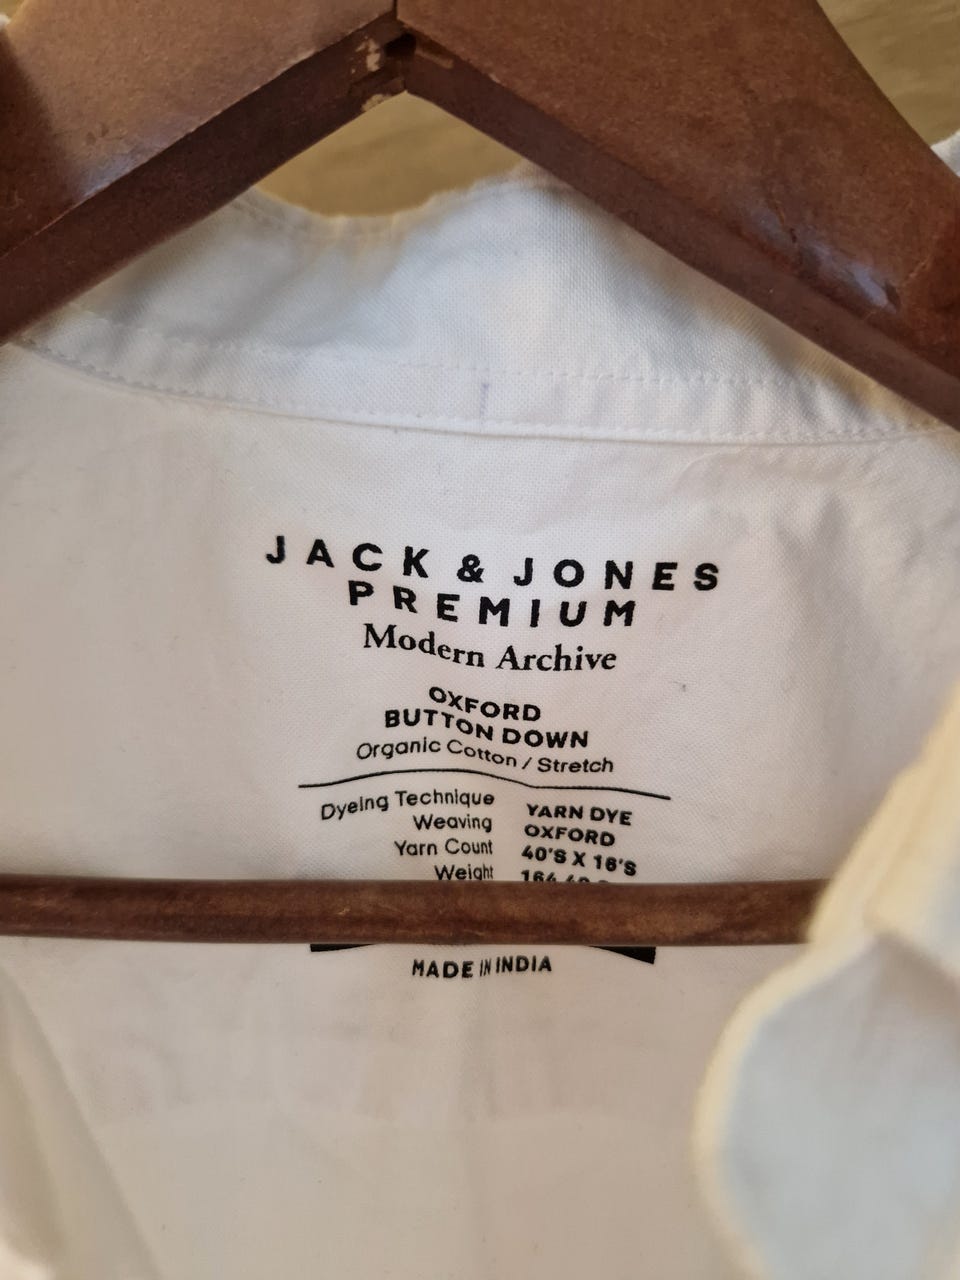 JACK & JONES
PREMIUM
Modern Archive
OXFORD
BUTTON DOWN
Organic Cotton / Stretch
Dyeing Technique YARN DYE
Weaving OXFORD
Yarn Count 40'S X 16'S
Weight
MADE IN INDIA